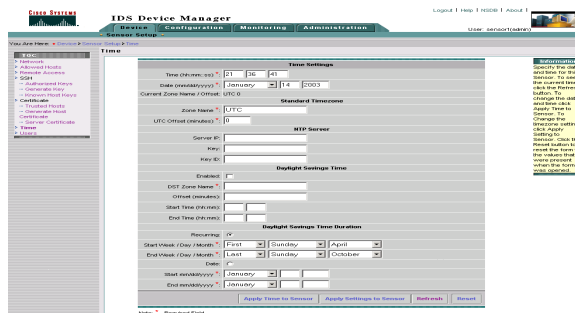 CISCO SYSTEMS
IDS Device Manager
Logout | Help | NSDB | About |
Device Configuration Monitoring Administration
Sensor Setup
User: sensor1(admin)
You Are Here: Device > Sensor Setup > Time
TOC
Time
Network
Allowed Hosts
Remote Access
SSH
Authorized Keys
Generate Key
Known Host Keys
Certificate
Trusted Hosts
Generate Host Certificate
Server Certificate
Time
Users
Time Settings
Time (hh:mm:ss) *: 21 36 41
Date (mm/dd/yyyy) *: January 14 2003
Current Zone Name / Offset: UTC 0
Standard Timezone
Zone Name *: UTC
UTC Offset (minutes) *: 0
NTP Server
Server IP:
Key:
Key ID:
Daylight Savings Time
Enabled:
DST Zone Name *:
Offset (minutes):
Start Time (hh:mm):
End Time (hh:mm):
Daylight Savings Time Duration
Recurring:
Start Week / Day / Month *: First Sunday April
End Week / Day / Month *: Last Sunday October
Date:
Start mm/dd/yyyy *: January
End mm/dd/yyyy *: January
Apply Time to Sensor Apply Settings to Sensor Refresh Reset
Note: * Required Field
Information
Specify the dat
and time for this
Sensor. To see
the current time
click the Refres
button. To
change the dat
and time click
Apply Time to
Sensor. To
Change the
timezone settin
click Apply
Setting to
Sensor. Click th
Reset button to
reset the form
the values that
were present
when the form
was opened.